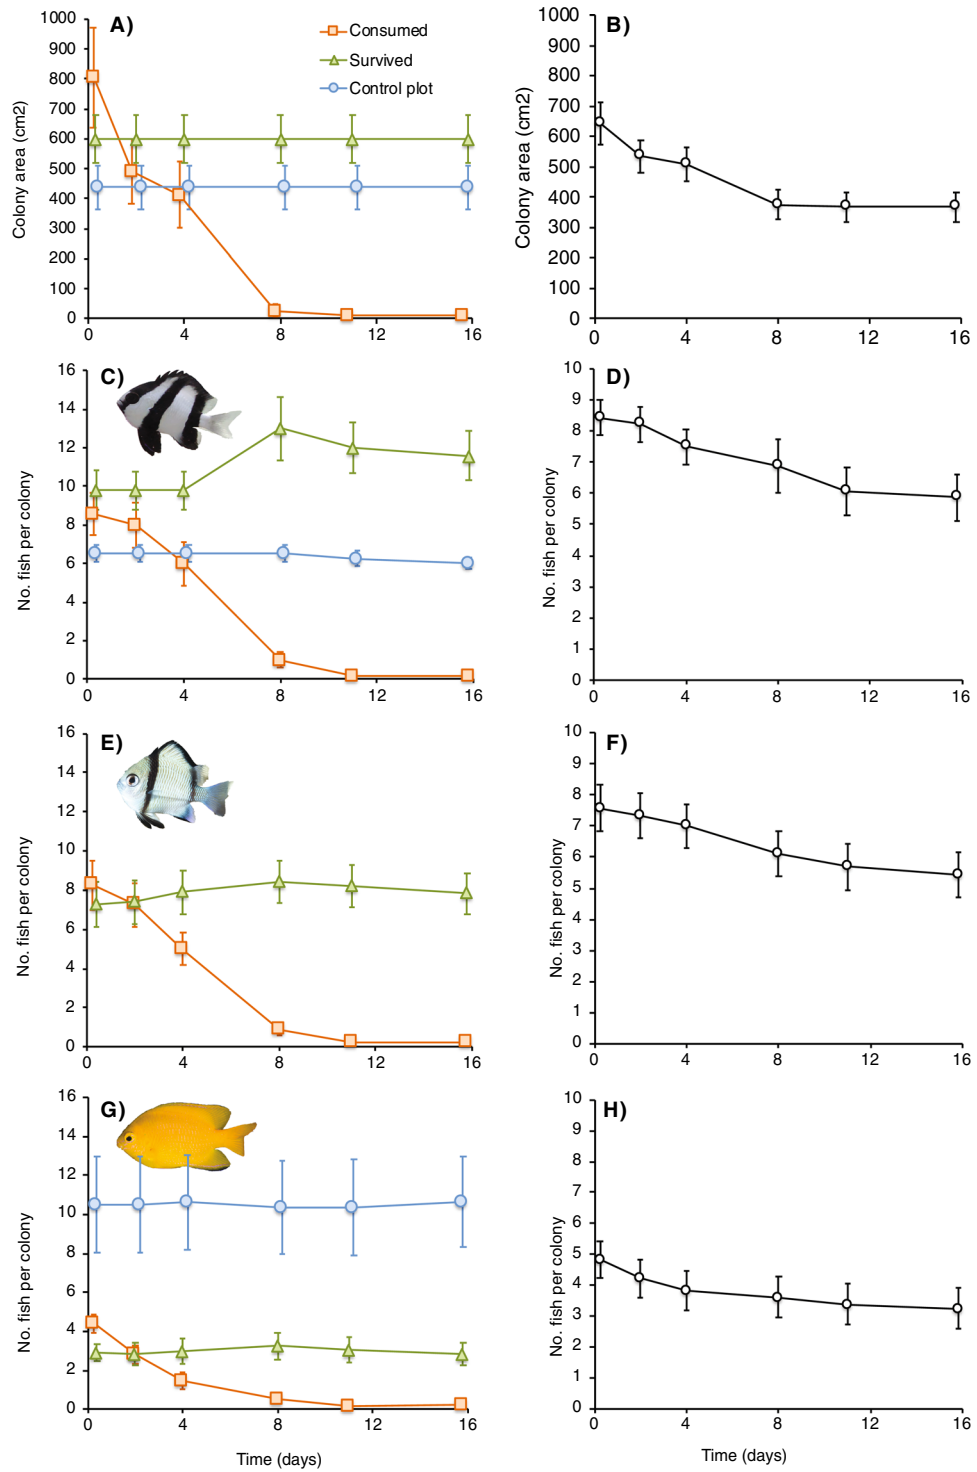 A)
Consumed
Survived
Control plot
Colony area (cm2)
1000
900
800
700
600
500
400
300
200
100
0
0 4 8 12 16
B)
Colony area (cm2)
1000
900
800
700
600
500
400
300
200
100
0
0 4 8 12 16
C)
No. fish per colony
16
14
12
10
8
6
4
2
0
0 4 8 12 16
D)
No. fish per colony
10
9
8
7
6
5
4
3
2
1
0
0 4 8 12 16
E)
No. fish per colony
16
14
12
10
8
6
4
2
0
0 4 8 12 16
F)
No. fish per colony
10
9
8
7
6
5
4
3
2
1
0
0 4 8 12 16
G)
No. fish per colony
16
14
12
10
8
6
4
2
0
0 4 8 12 16
Time (days)
H)
No. fish per colony
10
9
8
7
6
5
4
3
2
1
0
0 4 8 12 16
Time (days)